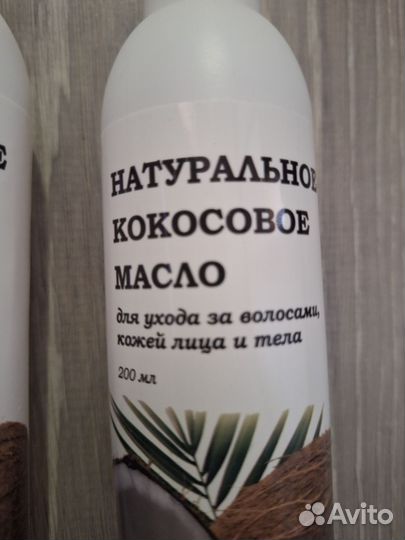 НАТУРАЛЬНОЕ
КОКОСОВОЕ
МАСЛО
для ухода за волосами,
кожей лица и тела
200 мл
Е
Avito